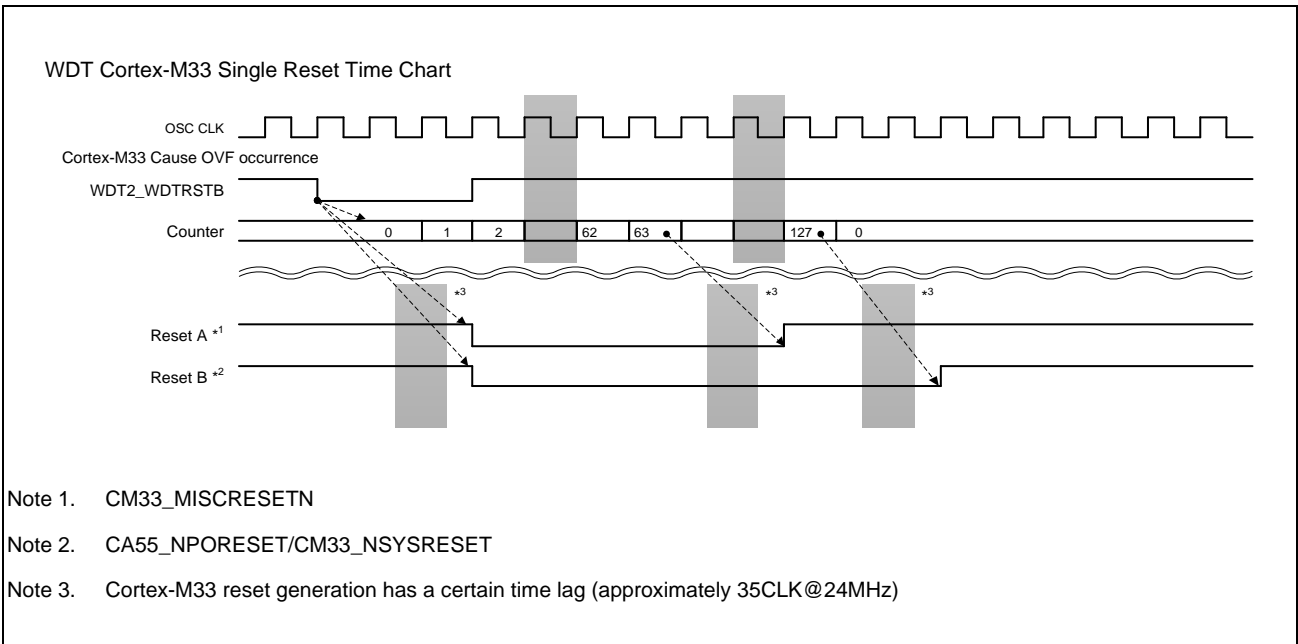 WDT Cortex-M33 Single Reset Time Chart
OSC CLK
Cortex-M33 Cause OVF occurrence
WDT2_WDTRSTB
Counter 0 1 2 62 63 127 0
*3 *3 *3
Reset A *1
Reset B *2
Note 1. CM33_MISCRESETN
Note 2. CA55_NPORESET/CM33_NSYSRESET
Note 3. Cortex-M33 reset generation has a certain time lag (approximately 35CLK@24MHz)